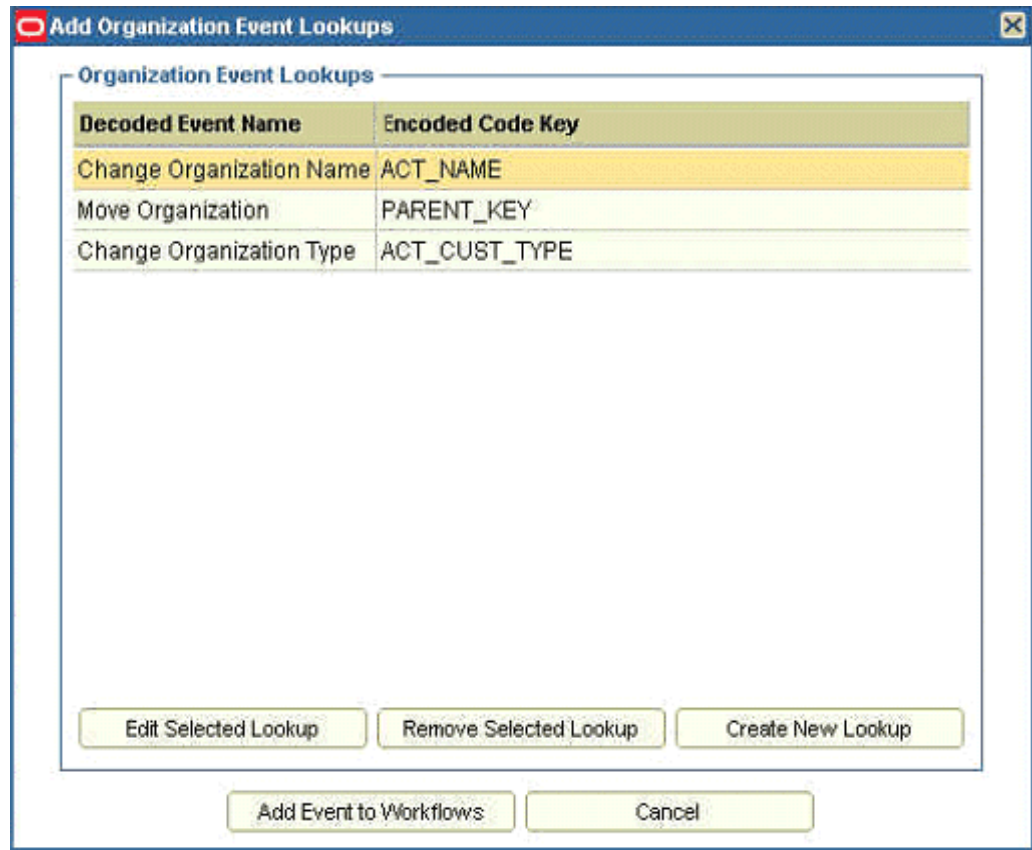 Add Organization Event Lookups
Organization Event Lookups
Decoded Event Name Encoded Code Key
Change Organization Name ACT_NAME
Move Organization PARENT_KEY
Change Organization Type ACT_CUST_TYPE
Edit Selected Lookup Remove Selected Lookup Create New Lookup
Add Event to Workflows Cancel